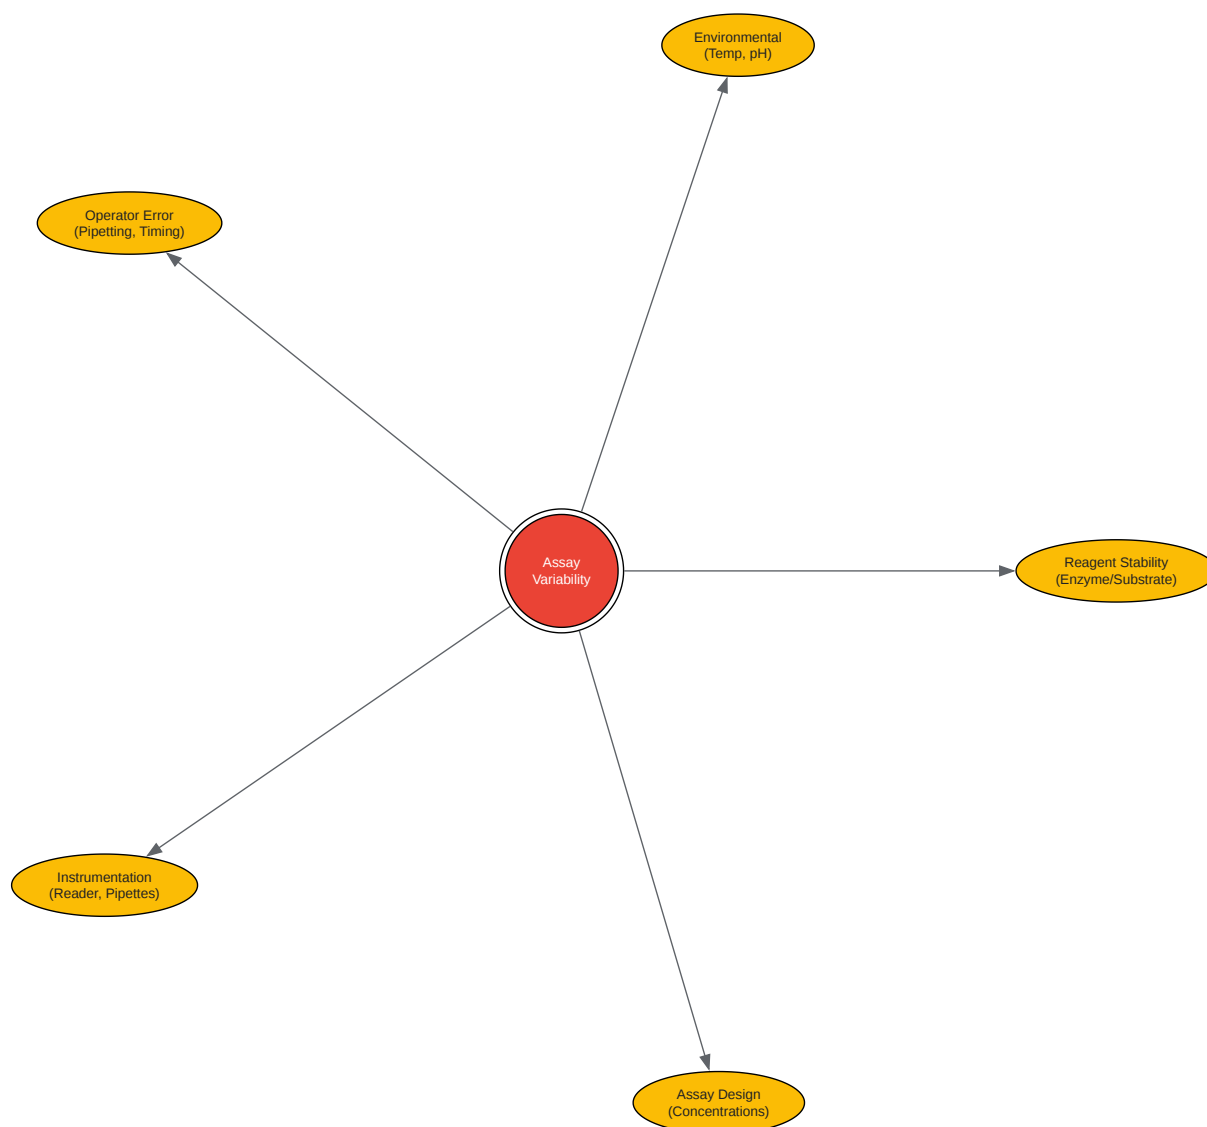 Environmental
(Temp, pH)
Operator Error
(Pipetting, Timing)
Assay
Variability
Reagent Stability
(Enzyme/Substrate)
Instrumentation
(Reader, Pipettes)
Assay Design
(Concentrations)